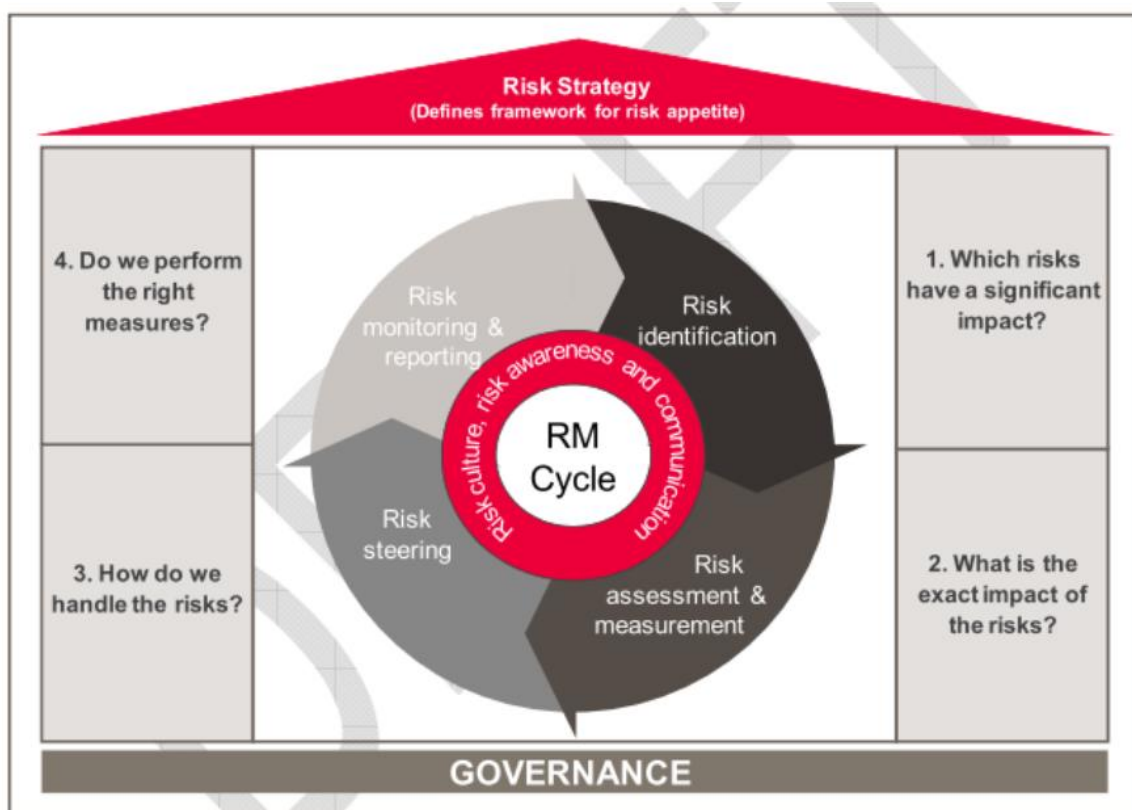 Risk Strategy
(Defines framework for risk appetite)
4. Do we perform
the right
measures?
1. Which risks
have a significant
impact?
Risk
monitoring &
reporting
Risk
identification
Risk culture, risk awareness and communication
RM
Cycle
Risk
steering
Risk
assessment &
measurement
3. How do we
handle the risks?
2. What is the
exact impact of
the risks?
GOVERNANCE